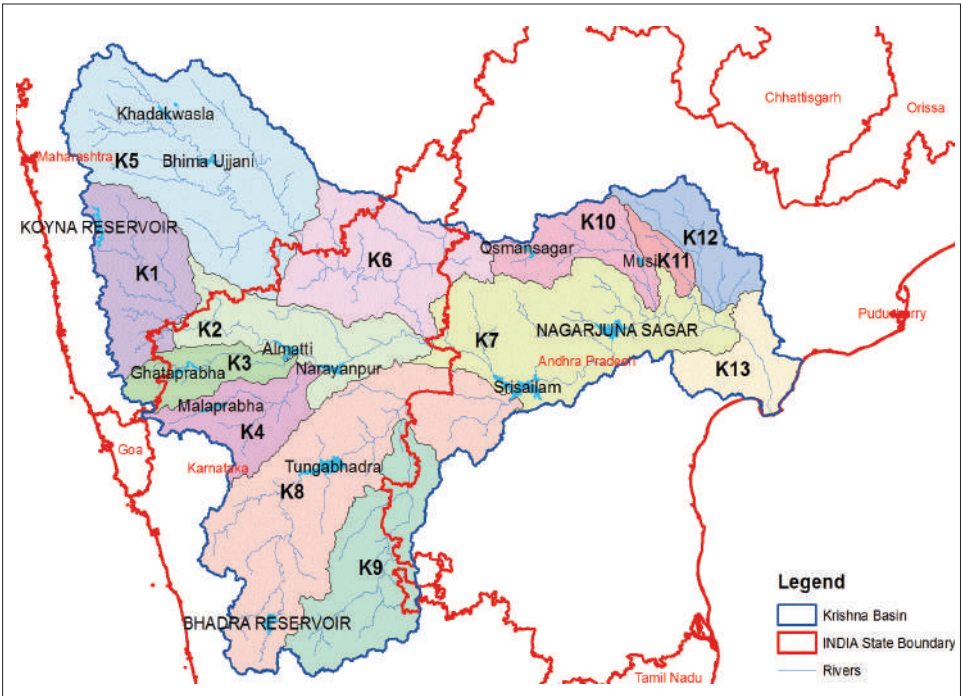 Chhattisgarh
Orissa
Khadakwasla
Maharashtra
K5
Bhima Ujjani
KOYNA RESERVOIR
K10
K12
Osmansagar
K6
Musi
K11
K1
Puducherry
K2
NAGARJUNA SAGAR
K7
Almatti
K3
Andhra Pradesh
Ghataprabha
Narayanpur
K13
Srisailam
Malaprabha
K4
Goa
Karnataka
Tungabhadra
K8
K9
Legend
Krishna Basin
BHADRA RESERVOIR
INDIA State Boundary
Rivers
Tamil Nadu